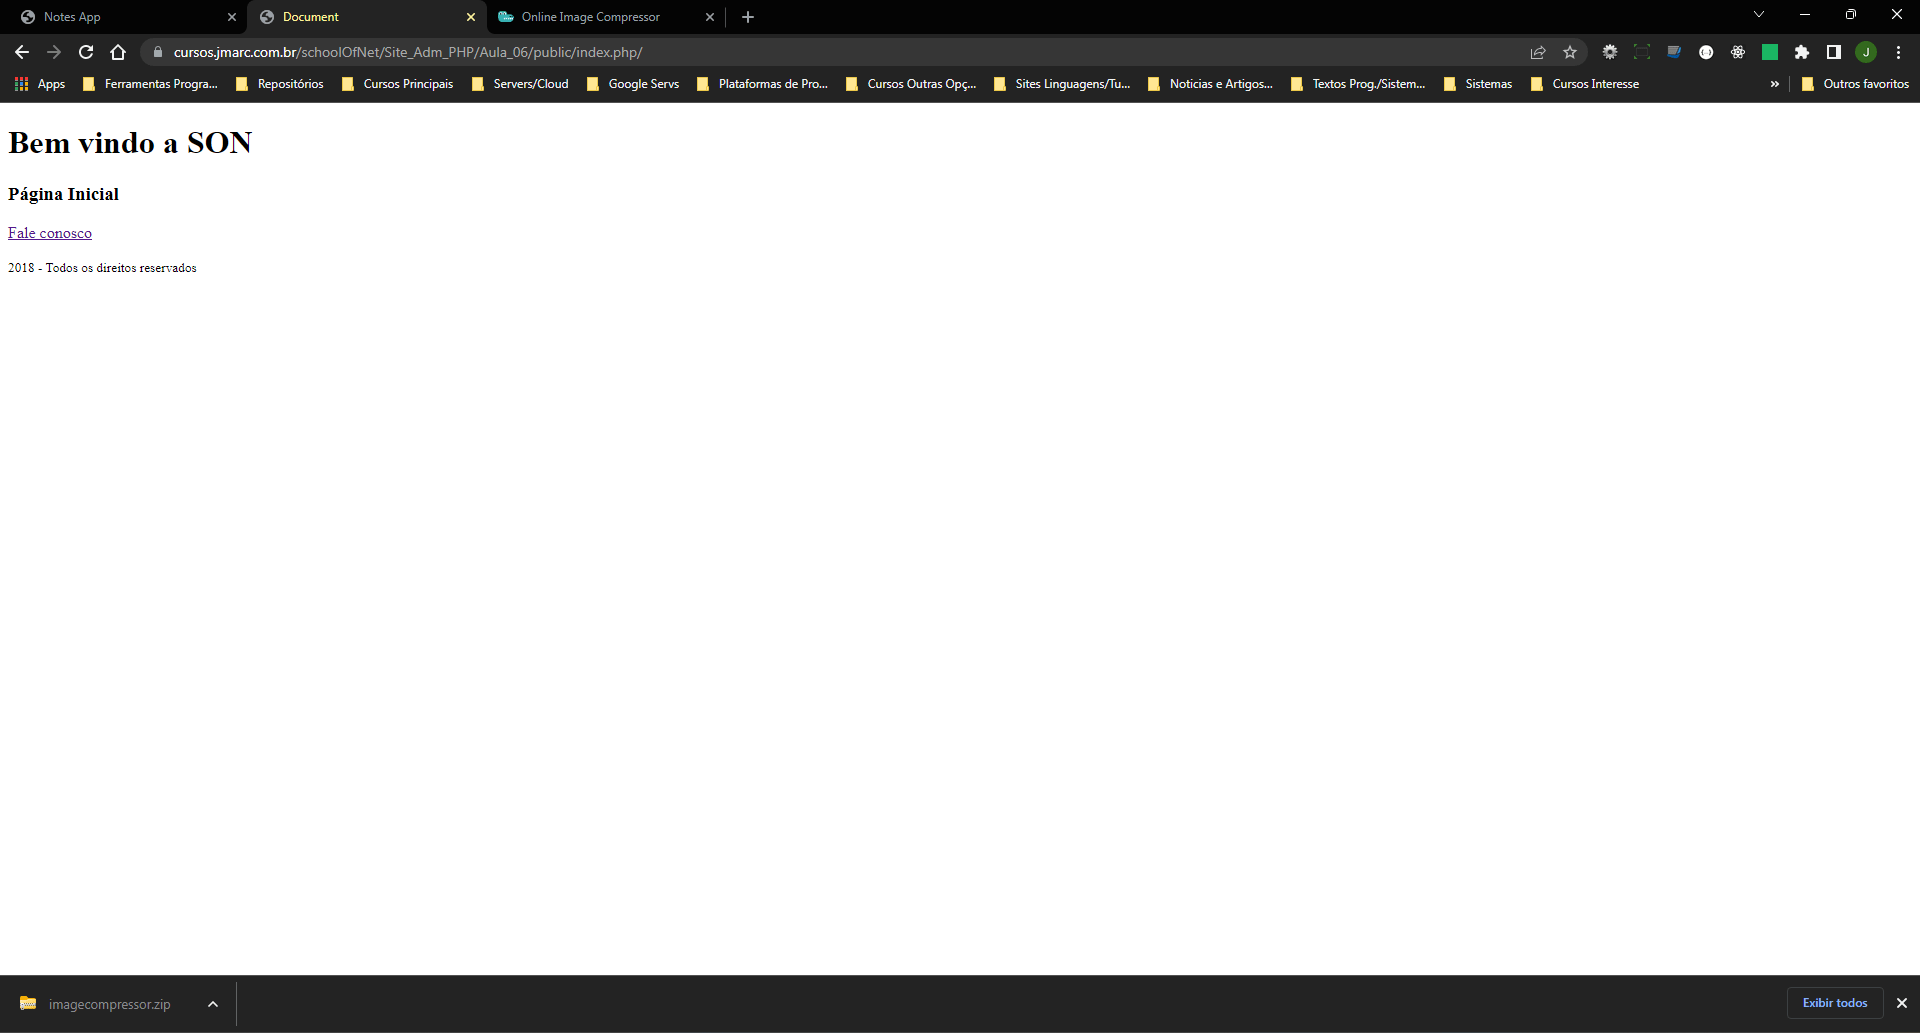 Notes App
Document
Online Image Compressor
cursos.jmarc.com.br/schoolOfNet/Site_Adm_PHP/Aula_06/public/index.php/
J
Apps
Ferramentas Progra...
Repositórios
Cursos Principais
Servers/Cloud
Google Servs
Plataformas de Pro...
Cursos Outras Opç...
Sites Linguagens/Tu...
Noticias e Artigos...
Textos Prog./Sistem...
Sistemas
Cursos Interesse
»
Outros favoritos
Bem vindo a SON
Página Inicial
Fale conosco
2018 - Todos os direitos reservados
imagecompressor.zip
Exibir todos